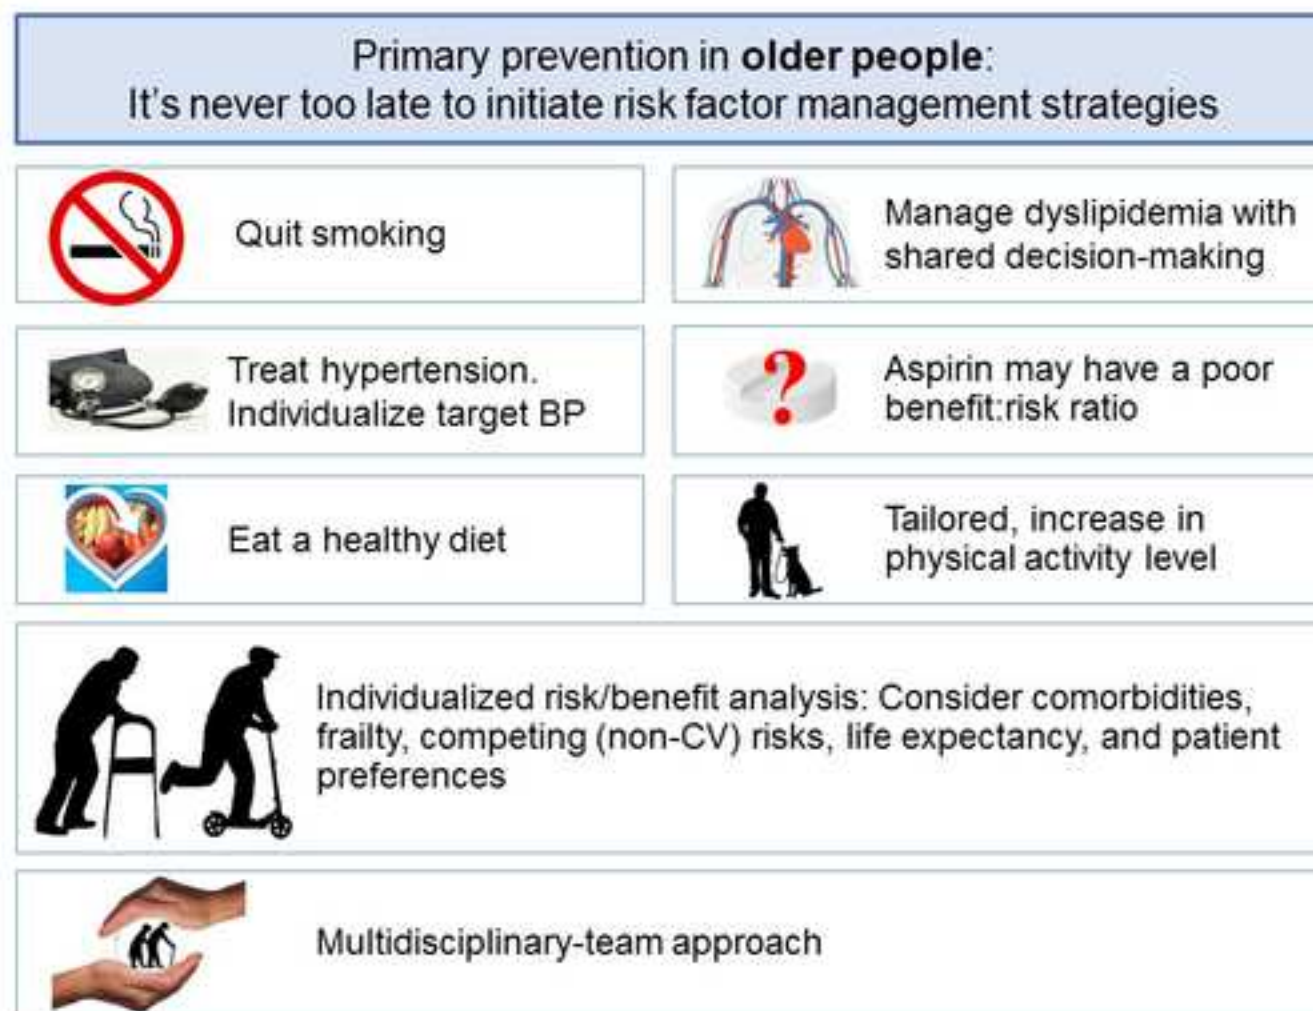 Primary prevention in older people:
It's never too late to initiate risk factor management strategies
Quit smoking
Manage dyslipidemia with
shared decision-making
Treat hypertension.
Individualize target BP
?
Aspirin may have a poor
benefit:risk ratio
Eat a healthy diet
Tailored, increase in
physical activity level
Individualized risk/benefit analysis: Consider comorbidities,
frailty, competing (non-CV) risks, life expectancy, and patient
preferences
Multidisciplinary-team approach